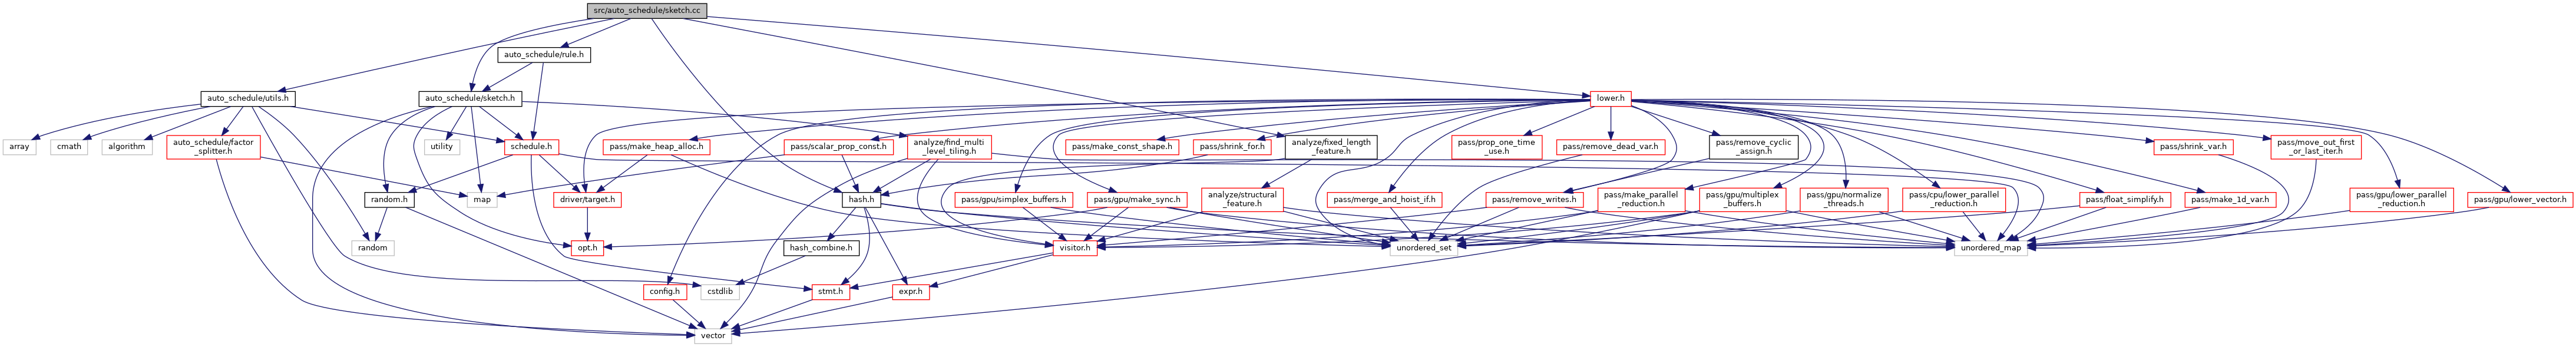 src/auto_schedule/sketch.cc
auto_schedule/rule.h
auto_schedule/utils.h
auto_schedule/sketch.h
lower.h
array
cmath
algorithm
auto_schedule/factor
_splitter.h
utility
schedule.h
pass/make_heap_alloc.h
pass/scalar_prop_const.h
analyze/find_multi
_level_tiling.h
pass/make_const_shape.h
pass/shrink_for.h
analyze/fixed_length
_feature.h
pass/prop_one_time
_use.h
pass/remove_dead_var.h
pass/remove_cyclic
_assign.h
pass/shrink_var.h
pass/move_out_first
_or_last_iter.h
random.h
map
driver/target.h
hash.h
pass/gpu/simplex_buffers.h
pass/gpu/make_sync.h
analyze/structural
_feature.h
pass/merge_and_hoist_if.h
pass/remove_writes.h
pass/make_parallel
_reduction.h
pass/gpu/multiplex
_buffers.h
pass/gpu/normalize
_threads.h
pass/cpu/lower_parallel
_reduction.h
pass/float_simplify.h
pass/make_1d_var.h
pass/gpu/lower_parallel
_reduction.h
pass/gpu/lower_vector.h
random
opt.h
hash_combine.h
visitor.h
unordered_set
unordered_map
config.h
cstdlib
stmt.h
expr.h
vector